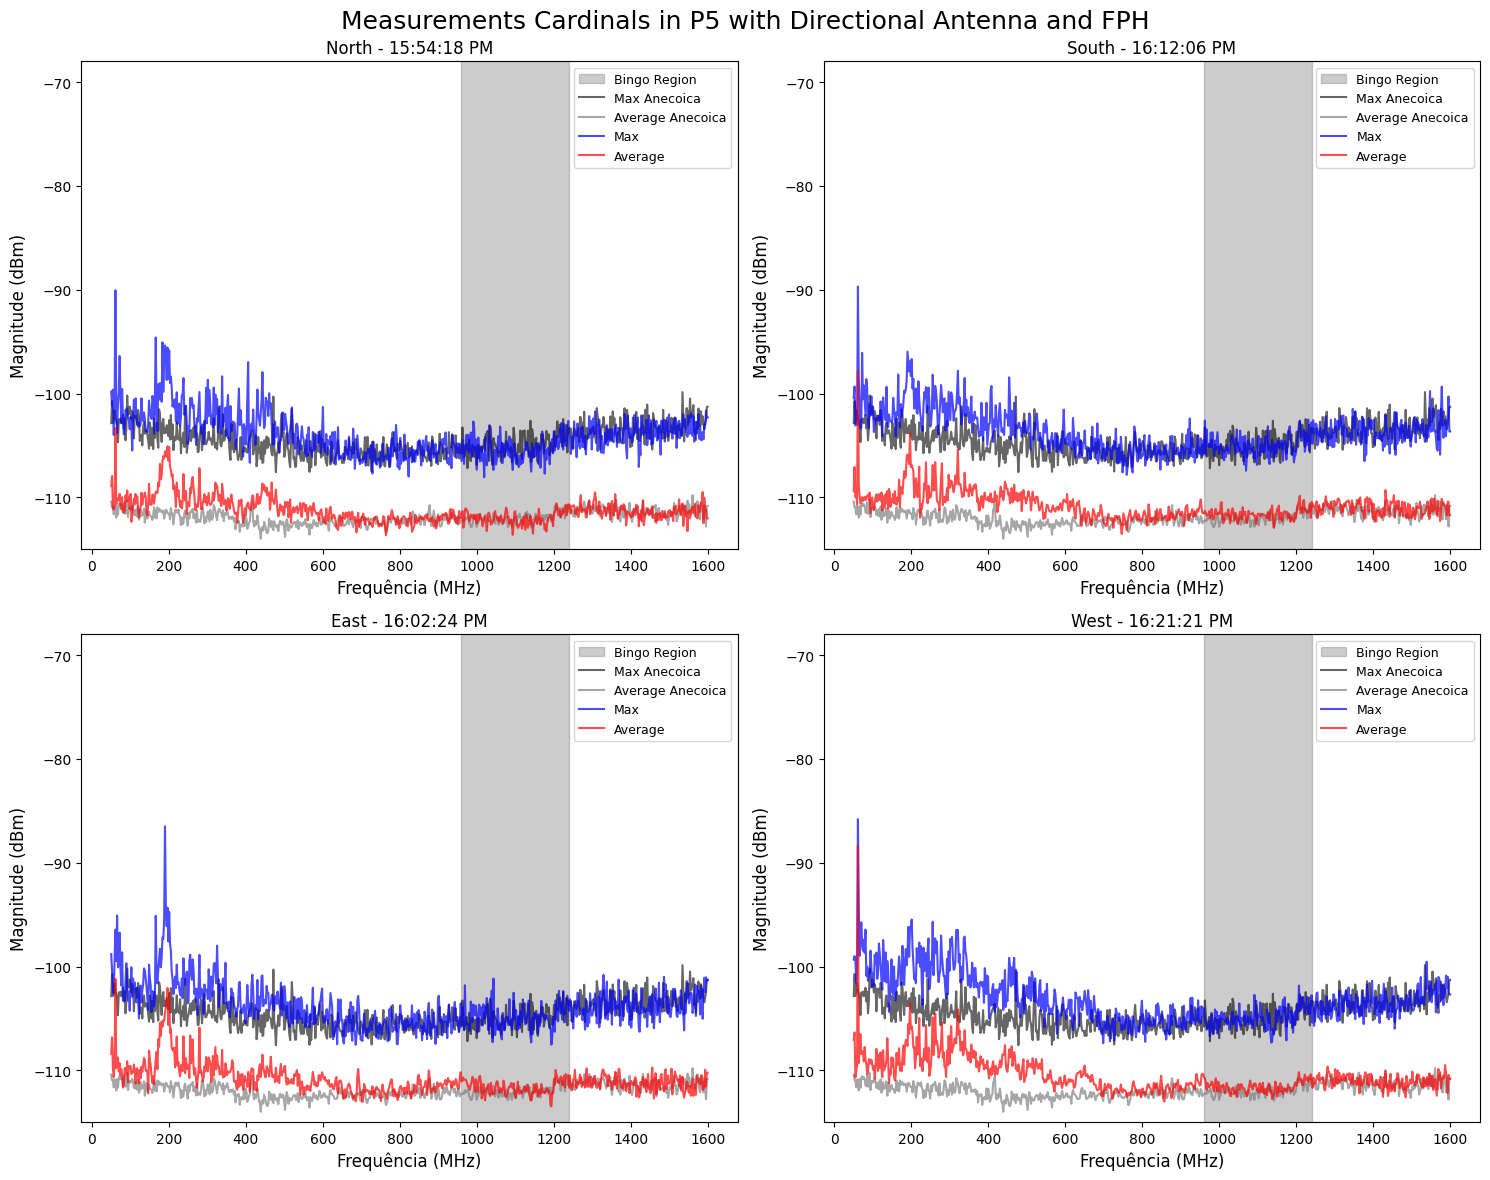 Measurements Cardinals in P5 with Directional Antenna and FPH
North - 15:54:18 PM
Magnitude (dBm)
−70
−80
−90
−100
−110
Bingo Region
Max Anecoica
Average Anecoica
Max
Average
0 200 400 600 800 1000 1200 1400 1600
Frequência (MHz)
South - 16:12:06 PM
Magnitude (dBm)
−70
−80
−90
−100
−110
Bingo Region
Max Anecoica
Average Anecoica
Max
Average
0 200 400 600 800 1000 1200 1400 1600
Frequência (MHz)
East - 16:02:24 PM
Magnitude (dBm)
−70
−80
−90
−100
−110
Bingo Region
Max Anecoica
Average Anecoica
Max
Average
0 200 400 600 800 1000 1200 1400 1600
Frequência (MHz)
West - 16:21:21 PM
Magnitude (dBm)
−70
−80
−90
−100
−110
Bingo Region
Max Anecoica
Average Anecoica
Max
Average
0 200 400 600 800 1000 1200 1400 1600
Frequência (MHz)